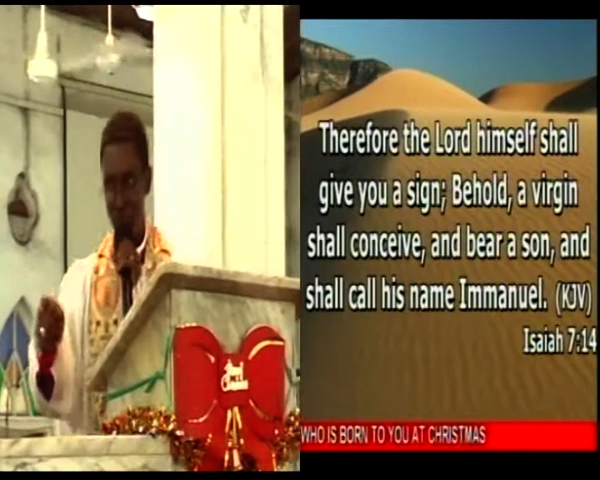 Therefore the Lord himself shall
give you a sign; Behold, a virgin
shall conceive, and bear a son, and
shall call his name Immanuel. (KJV)
Isaiah 7:14
WHO IS BORN TO YOU AT CHRISTMAS